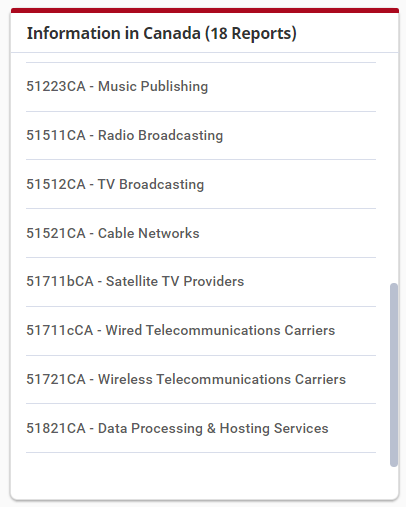 Information in Canada (18 Reports)
51223CA - Music Publishing
51511CA - Radio Broadcasting
51512CA - TV Broadcasting
51521CA - Cable Networks
51711bCA - Satellite TV Providers
51711cCA - Wired Telecommunications Carriers
51721CA - Wireless Telecommunications Carriers
51821CA - Data Processing & Hosting Services